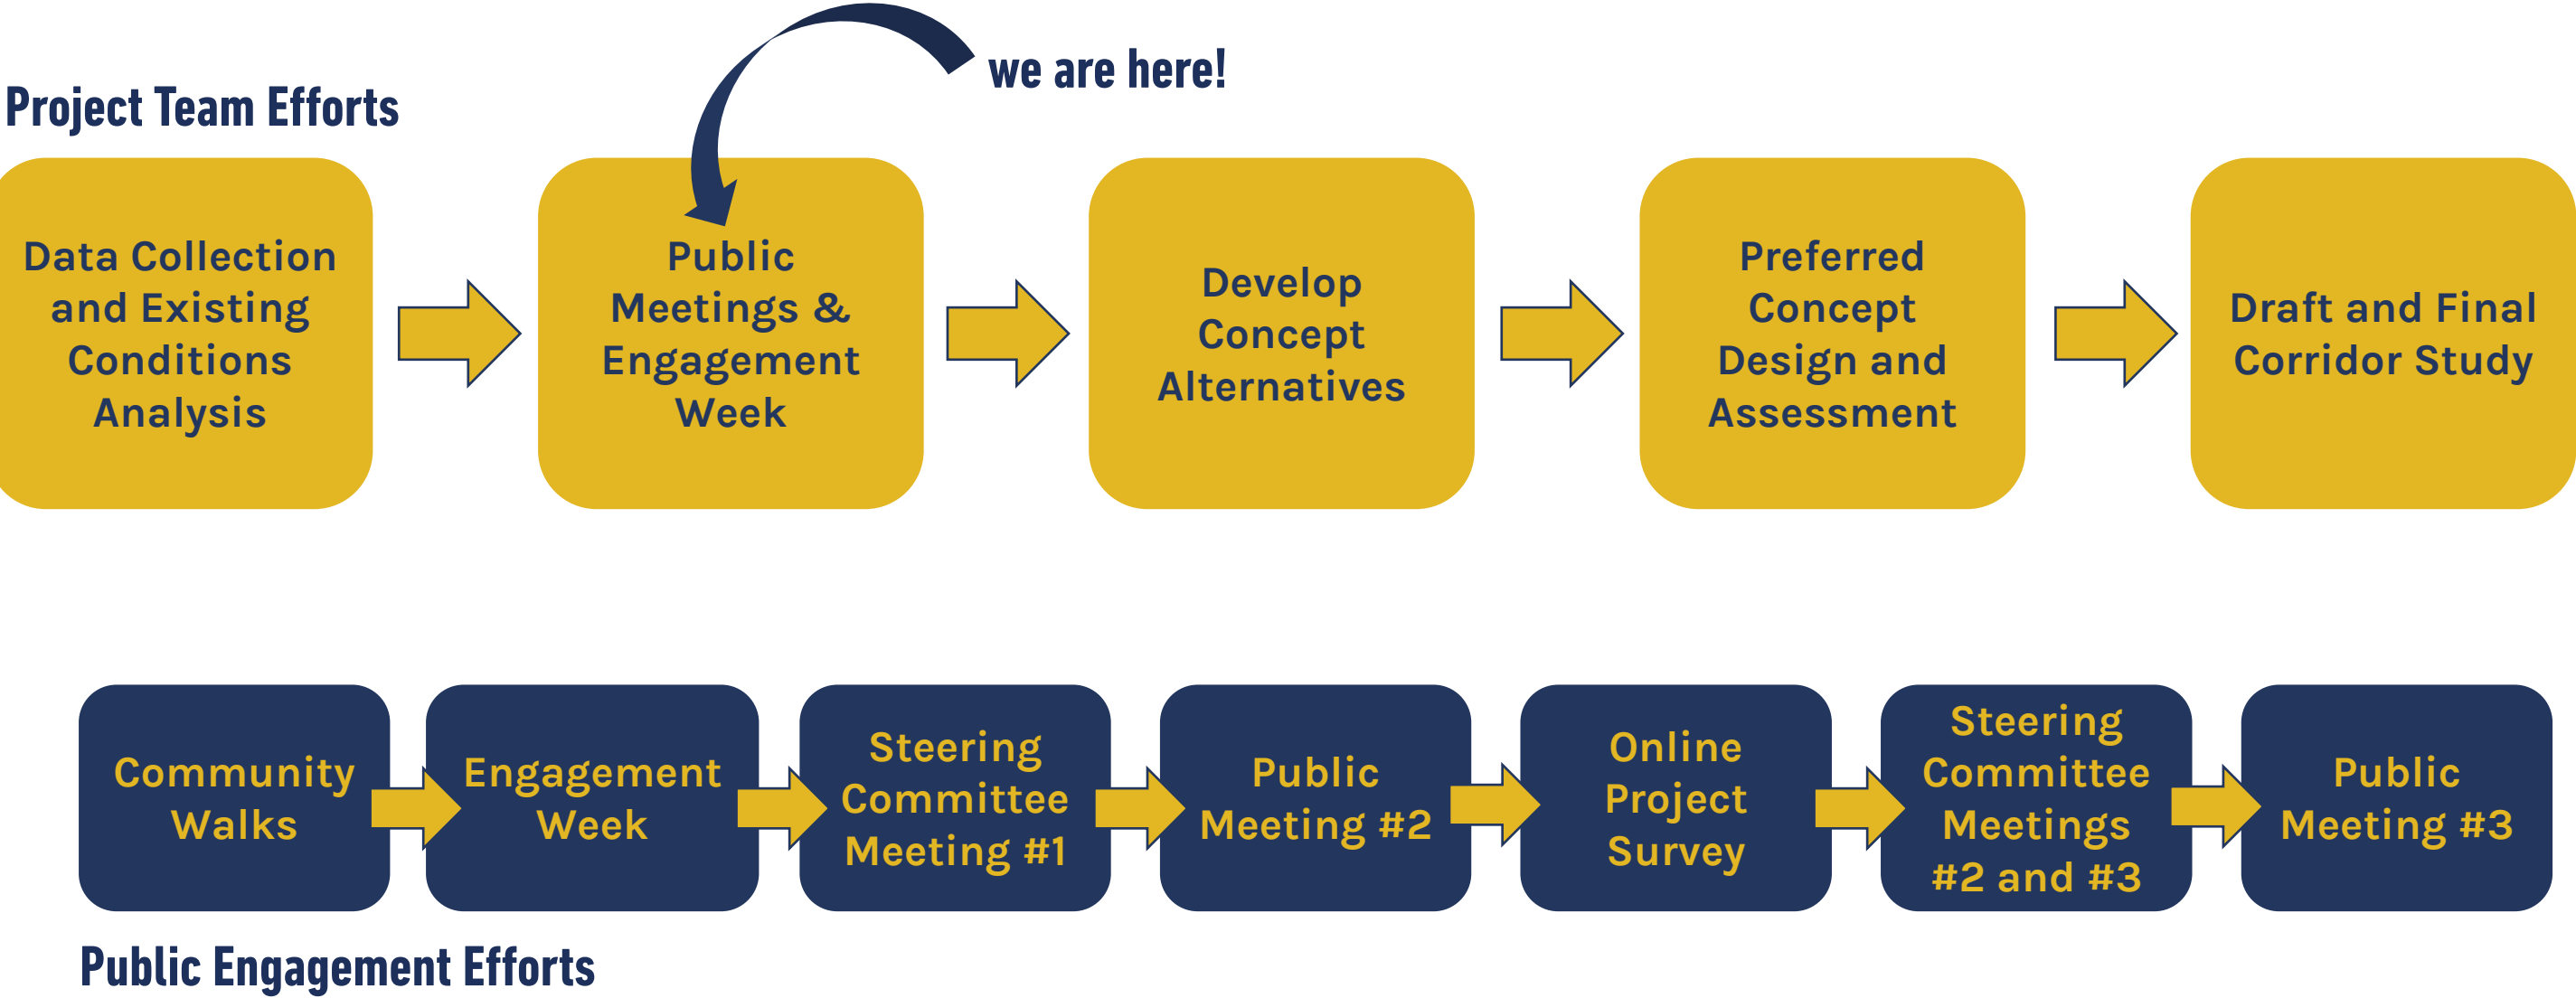 we are here!
Project Team Efforts
Data Collection
and Existing
Conditions
Analysis
Public
Meetings &
Engagement
Week
Develop
Concept
Alternatives
Preferred
Concept
Design and
Assessment
Draft and Final
Corridor Study
Community
Walks
Engagement
Week
Steering
Committee
Meeting #1
Public
Meeting #2
Online
Project
Survey
Steering
Committee
Meetings
#2 and #3
Public
Meeting #3
Public Engagement Efforts